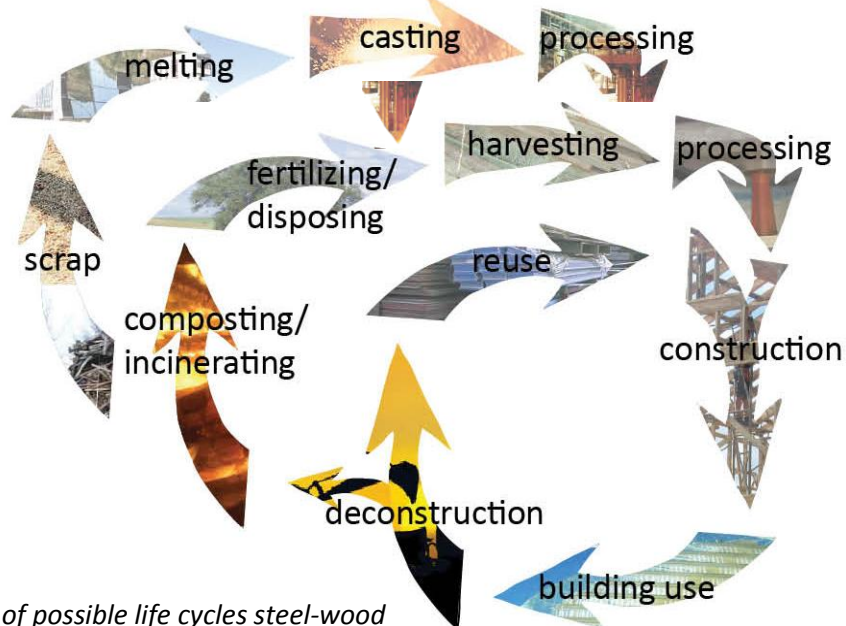 melting
casting
processing
fertilizing/
disposing
harvesting
processing
scrap
reuse
composting/
incinerating
construction
deconstruction
building use
of possible life cycles steel-wood